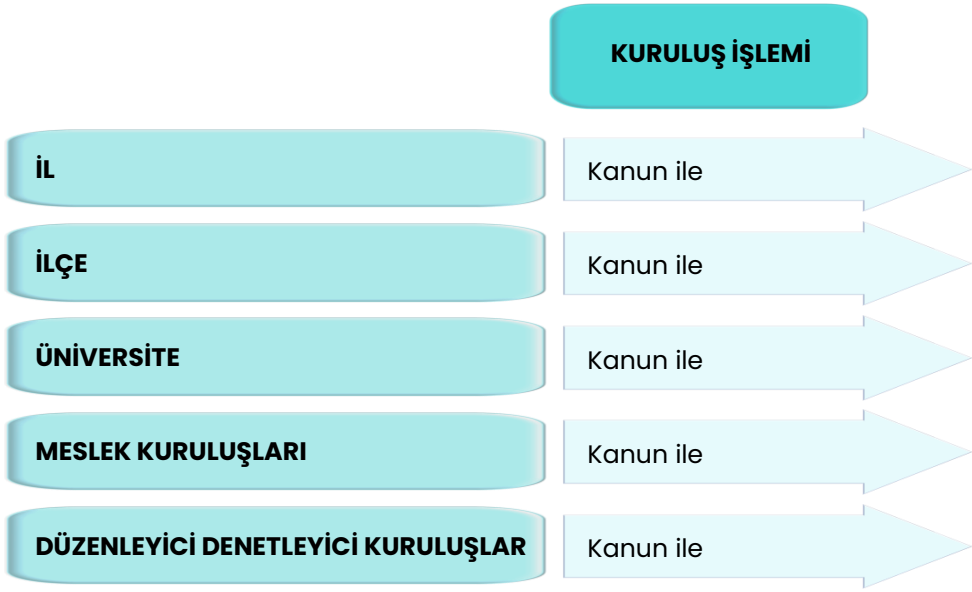 KURULUŞ İŞLEMİ
İL
Kanun ile
İLÇE
Kanun ile
ÜNİVERSİTE
Kanun ile
MESLEK KURULUŞLARI
Kanun ile
DÜZENLEYİCİ DENETLEYİCİ KURULUŞLAR
Kanun ile